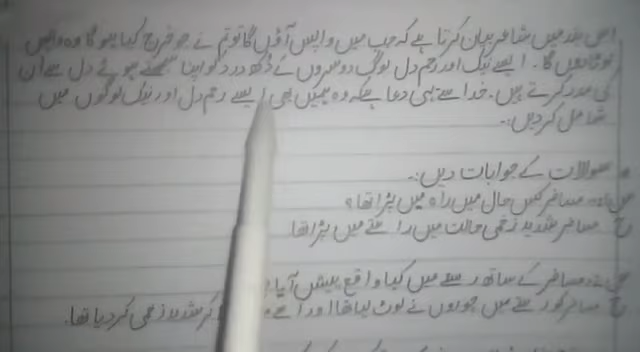 اس بند میں شاعر بیان کرتا ہے کہ جب میں واپس آؤں گا تو تم نے جو خرچ کیا ہو گا وہ واپس
لوٹا دوں گا۔ ایسے نیک اور رحم دل لوگ دوسروں کے دُکھ درد کو اپنا سمجھتے ہوئے دل سے ان
کی مدد کرتے ہیں۔ خدا سے یہی دعا ہے کہ وہ ہمیں بھی ایسے رحم دل اور نیک لوگوں میں
شامل کر دیں:۔
سوالات کے جوابات دیں:۔
مسافر کس حال میں راہ میں پڑا تھا؟
ج مسافر شدید زخمی حالت میں راستے میں پڑا تھا
مسافر کے ساتھ رستے میں کیا واقع پیش آیا
ج مسافر کو رستے میں چوروں نے لوٹ لیا تھا اور اسے کر شدید زخمی کر دیا تھا۔